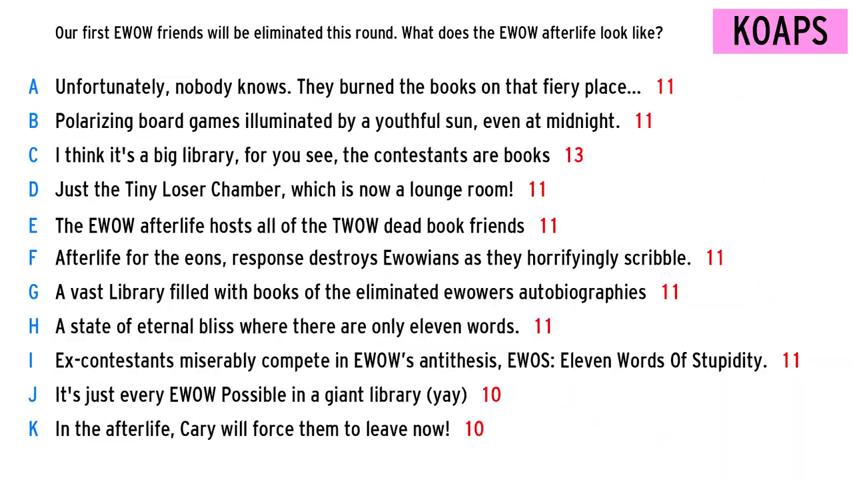 Our first EWOW friends will be eliminated this round. What does the EWOW afterlife look like?
KOAPS
A Unfortunately, nobody knows. They burned the books on that fiery place... 11
B Polarizing board games illuminated by a youthful sun, even at midnight. 11
C I think it's a big library, for you see, the contestants are books 13
D Just the Tiny Loser Chamber, which is now a lounge room! 11
E The EWOW afterlife hosts all of the TWOW dead book friends 11
F Afterlife for the eons, response destroys Ewowians as they horrifyingly scribble. 11
G A vast Library filled with books of the eliminated ewowers autobiographies 11
H A state of eternal bliss where there are only eleven words. 11
I Ex-contestants miserably compete in EWOW’s antithesis, EWOS: Eleven Words Of Stupidity. 11
J It's just every EWOW Possible in a giant library (yay) 10
K In the afterlife, Cary will force them to leave now! 10